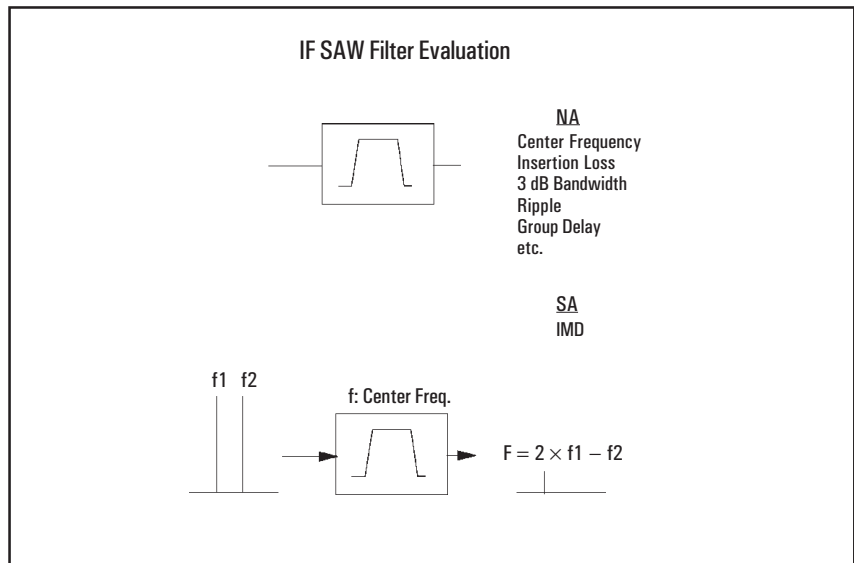 IF SAW Filter Evaluation
NA
Center Frequency
Insertion Loss
3 dB Bandwidth
Ripple
Group Delay
etc.
SA
IMD
f1 f2
f: Center Freq.
F = 2 × f1 − f2